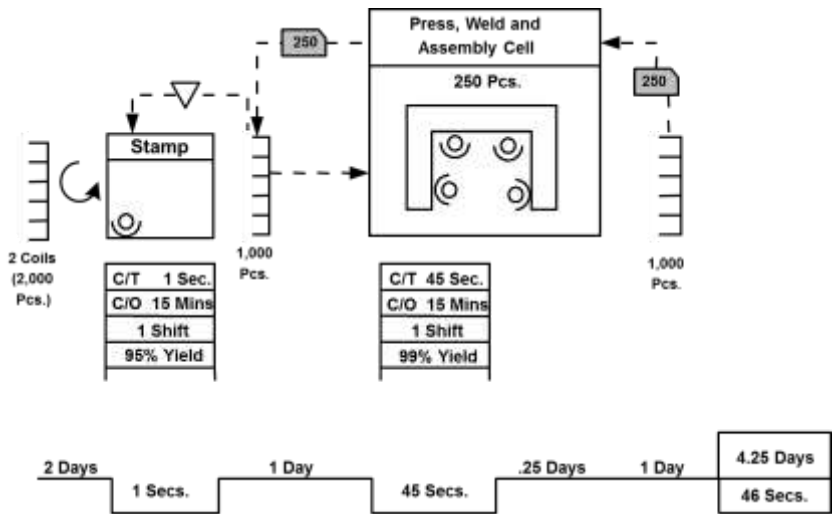 Press, Weld and
Assembly Cell
250
250 Pcs.
250
Stamp
2 Coils
(2,000
Pcs.)
1,000
Pcs.
1,000
Pcs.
C/T 1 Sec.
C/O 15 Mins
1 Shift
95% Yield
C/T 45 Sec.
C/O 15 Mins
1 Shift
99% Yield
2 Days
1 Day
.25 Days
1 Day
4.25 Days
1 Secs.
45 Secs.
46 Secs.